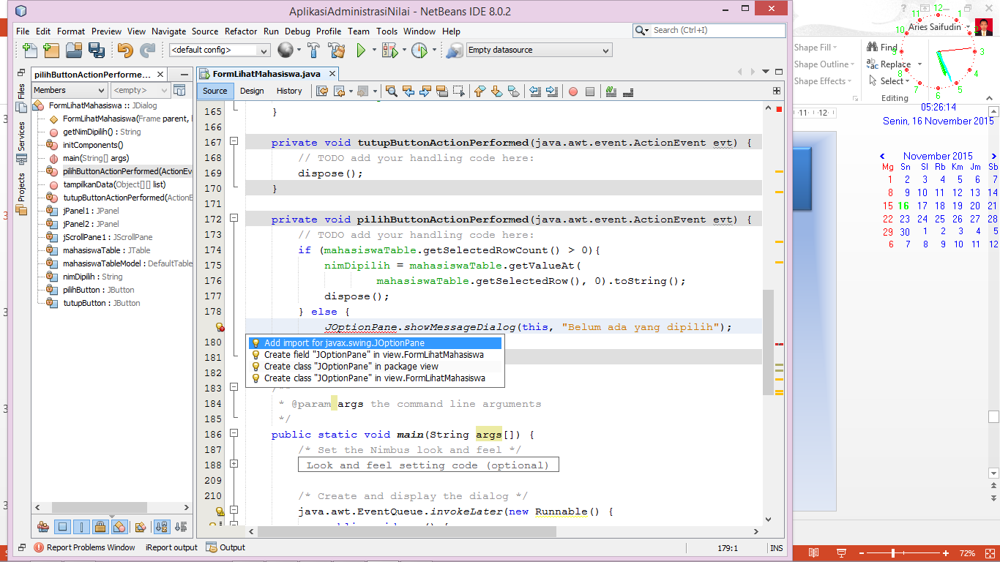 AplikasiAdministrasiNilai - NetBeans IDE 8.0.2
File Edit Format Preview View Navigate Source Refactor Run Debug Profile Team Tools Window Help
Search (Ctrl+I)
<default config>
Empty datasource
pilihButtonActionPerforme...
Members
<empty>
Files
Services
Projects
FormLihatMahasiswa :: JDialog
FormLihatMahasiswa(Frame parent,
getNimDipilih() : String
initComponents()
main(String[] args)
pilihButtonActionPerformed(ActionEv
tampilkanData(Object[][] list)
tutupButtonActionPerformed(ActionE
jPanel1 : JPanel
jPanel2 : JPanel
jScrollPane1 : JScrollPane
mahasiswaTable : JTable
mahasiswaTableModel : DefaultTable
nimDipilih : String
pilihButton : JButton
tutupButton : JButton
FormLihatMahasiswa.java
Source Design History
165 }
166
167 private void tutupButtonActionPerformed(java.awt.event.ActionEvent evt) {
168 // TODO add your handling code here:
169 dispose();
170 }
171
172 private void pilihButtonActionPerformed(java.awt.event.ActionEvent evt) {
173 // TODO add your handling code here:
174 if (mahasiswaTable.getSelectedRowCount() > 0){
175 nimDipilih = mahasiswaTable.getValueAt(
176 mahasiswaTable.getSelectedRow(), 0).toString();
177 dispose();
178 } else {
JOptionPane.showMessageDialog(this, "Belum ada yang dipilih");
180
181
182
183 /**
184 * @param args the command line arguments
185 */
186 public static void main(String args[]) {
187 /* Set the Nimbus look and feel */
188 Look and feel setting code (optional)
209
210 /* Create and display the dialog */
java.awt.EventQueue.invokeLater(new Runnable() {
Add import for javax.swing.JOptionPane
Create field "JOptionPane" in view.FormLihatMahasiswa
Create class "JOptionPane" in package view
Create class "JOptionPane" in view.FormLihatMahasiswa
Report Problems Window iReport output Output
179:1 INS
Shape Fill
Shape Outline
Shape Effects
Find
Replace
Select
Editing
Aries Saifudin
12
1
2
3
4
5
6
7
8
9
10
11
05:26:14
Senin, 16 November 2015
11 12
November 2015
Mg Sn Sl Rb Km Jm Sb
1 2 3 4 5 6 7
8 9 10 11 12 13 14
15 16 17 18 19 20 21
22 23 24 25 26 27 28
29 30 1 2 3 4 5
6 7 8 9 10 11 12
72%